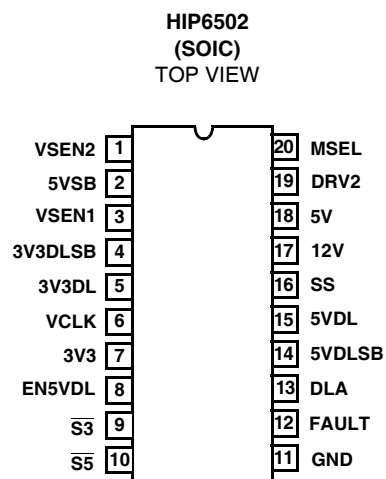 HIP6502
(SOIC)
TOP VIEW
VSEN2 1
5VSB 2
VSEN1 3
3V3DLSB 4
3V3DL 5
VCLK 6
3V3 7
EN5VDL 8
S̅3̅ 9
S̅5̅ 10
20 MSEL
19 DRV2
18 5V
17 12V
16 SS
15 5VDL
14 5VDLSB
13 DLA
12 FAULT
11 GND